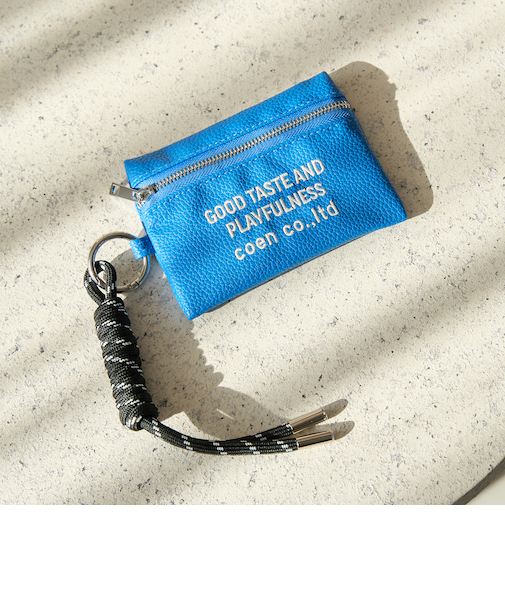 GOOD TASTE AND
PLAYFULNESS
coen co.,ltd